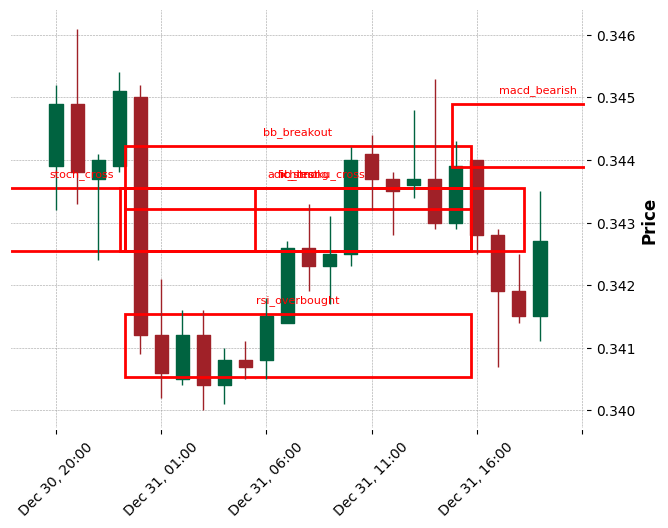 0.346
macd_bearish
0.345
bb_breakout
0.344
stoch_cross
0.343
Price
0.342
rsi_overbought
0.341
0.340
Dec 30, 20:00
Dec 31, 01:00
Dec 31, 06:00
Dec 31, 11:00
Dec 31, 16:00